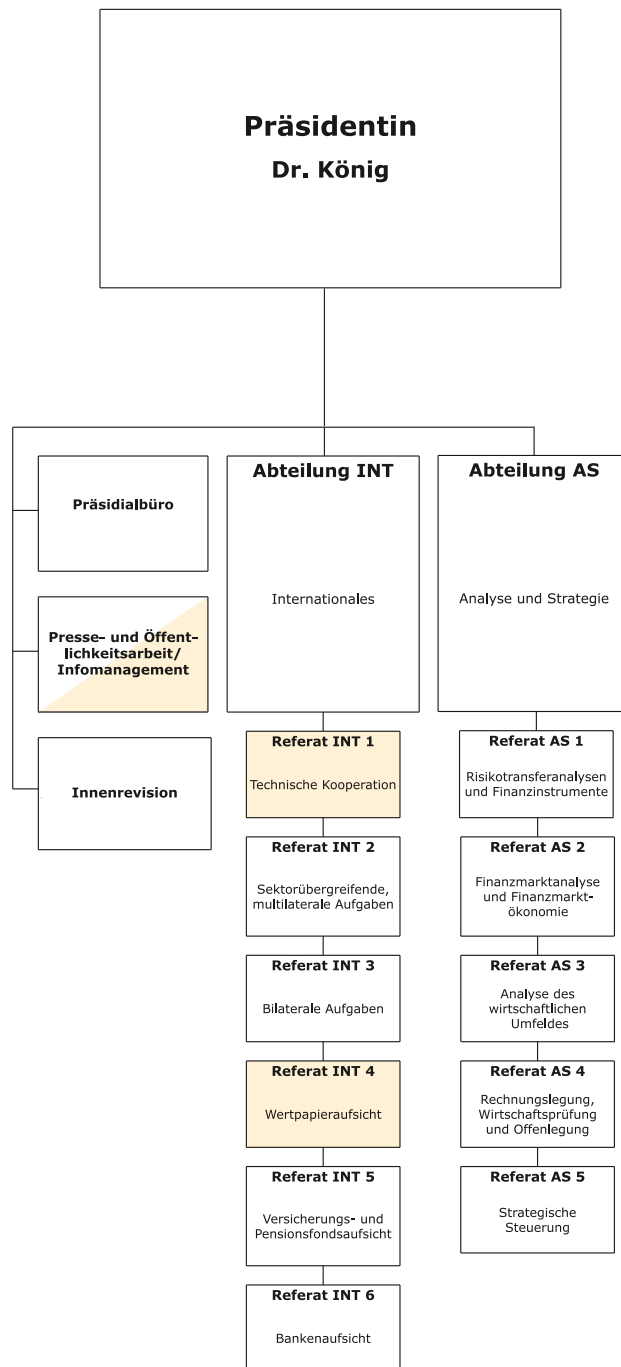 Präsidentin
Dr. König
Präsidialbüro
Presse- und Öffent-
lichkeitsarbeit/
Infomanagement
Innenrevision
Abteilung INT
Internationales
Referat INT 1
Technische Kooperation
Referat INT 2
Sektorübergreifende,
multilaterale Aufgaben
Referat INT 3
Bilaterale Aufgaben
Referat INT 4
Wertpapieraufsicht
Referat INT 5
Versicherungs- und
Pensionsfondsaufsicht
Referat INT 6
Bankenaufsicht
Abteilung AS
Analyse und Strategie
Referat AS 1
Risikotransferanalysen
und Finanzinstrumente
Referat AS 2
Finanzmarktanalyse
und Finanzmarkt-
ökonomie
Referat AS 3
Analyse des
wirtschaftlichen
Umfeldes
Referat AS 4
Rechnungslegung,
Wirtschaftsprüfung
und Offenlegung
Referat AS 5
Strategische
Steuerung